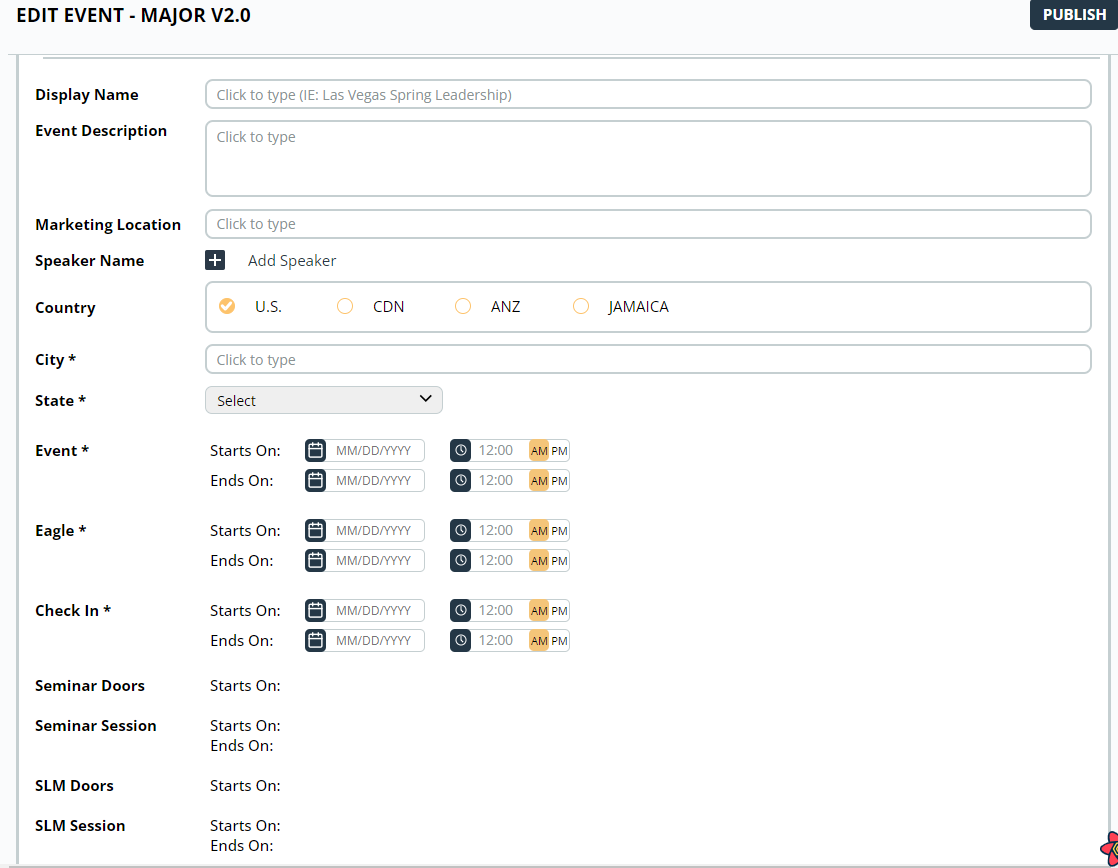 EDIT EVENT - MAJOR V2.0
PUBLISH
Display Name
Click to type (IE: Las Vegas Spring Leadership)
Event Description
Click to type
Marketing Location
Click to type
Speaker Name
Add Speaker
Country
U.S. CDN ANZ JAMAICA
City *
Click to type
State *
Select
Event *
Starts On: MM/DD/YYYY 12:00 AM PM
Ends On: MM/DD/YYYY 12:00 AM PM
Eagle *
Starts On: MM/DD/YYYY 12:00 AM PM
Ends On: MM/DD/YYYY 12:00 AM PM
Check In *
Starts On: MM/DD/YYYY 12:00 AM PM
Ends On: MM/DD/YYYY 12:00 AM PM
Seminar Doors
Starts On:
Seminar Session
Starts On:
Ends On:
SLM Doors
Starts On:
SLM Session
Starts On:
Ends On: